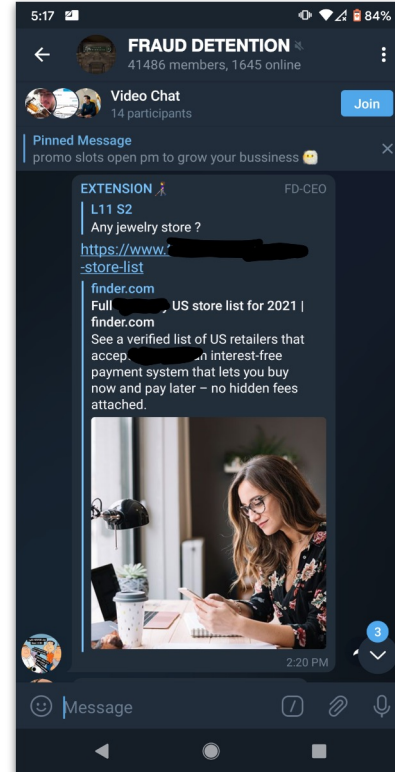 5:17 84%
FRAUD DETENTION
41486 members, 1645 online
Video Chat
14 participants
Join
Pinned Message
promo slots open pm to grow your bussiness
EXTENSION FD-CEO
L11 S2
Any jewelry store ?
https://www.
-store-list
finder.com
Full US store list for 2021 |
finder.com
See a verified list of US retailers that
accep interest-free
payment system that lets you buy
now and pay later – no hidden fees
attached.
2:20 PM
3
Message